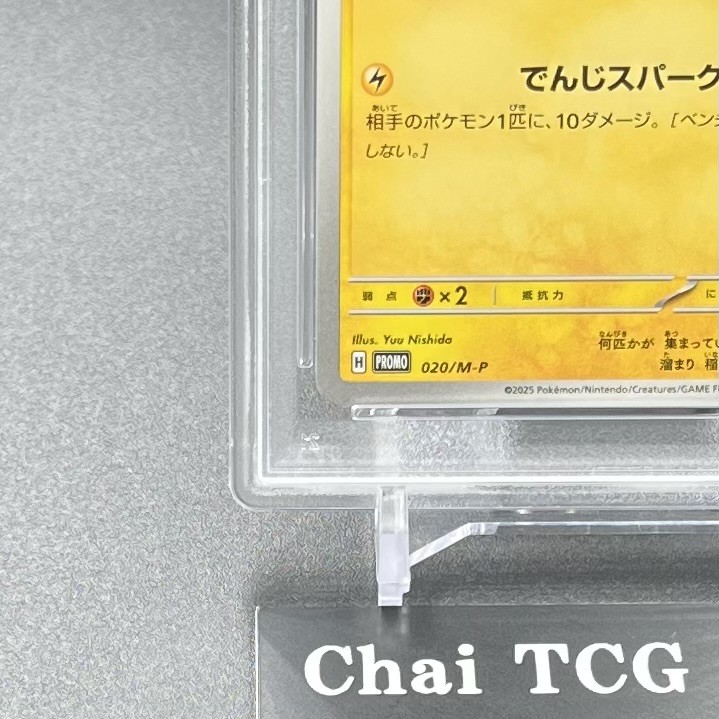 でんじスパーク
相手のポケモン1匹に、10ダメージ。[ベンチ
しない。]
弱点 ×2 抵抗力 に
Illus. Yuu Nishida
何匹かが 集まってい
H PROMO 020/M-P 溜まり 稲
©2025 Pokémon/Nintendo/Creatures/GAME F
Chai TCG